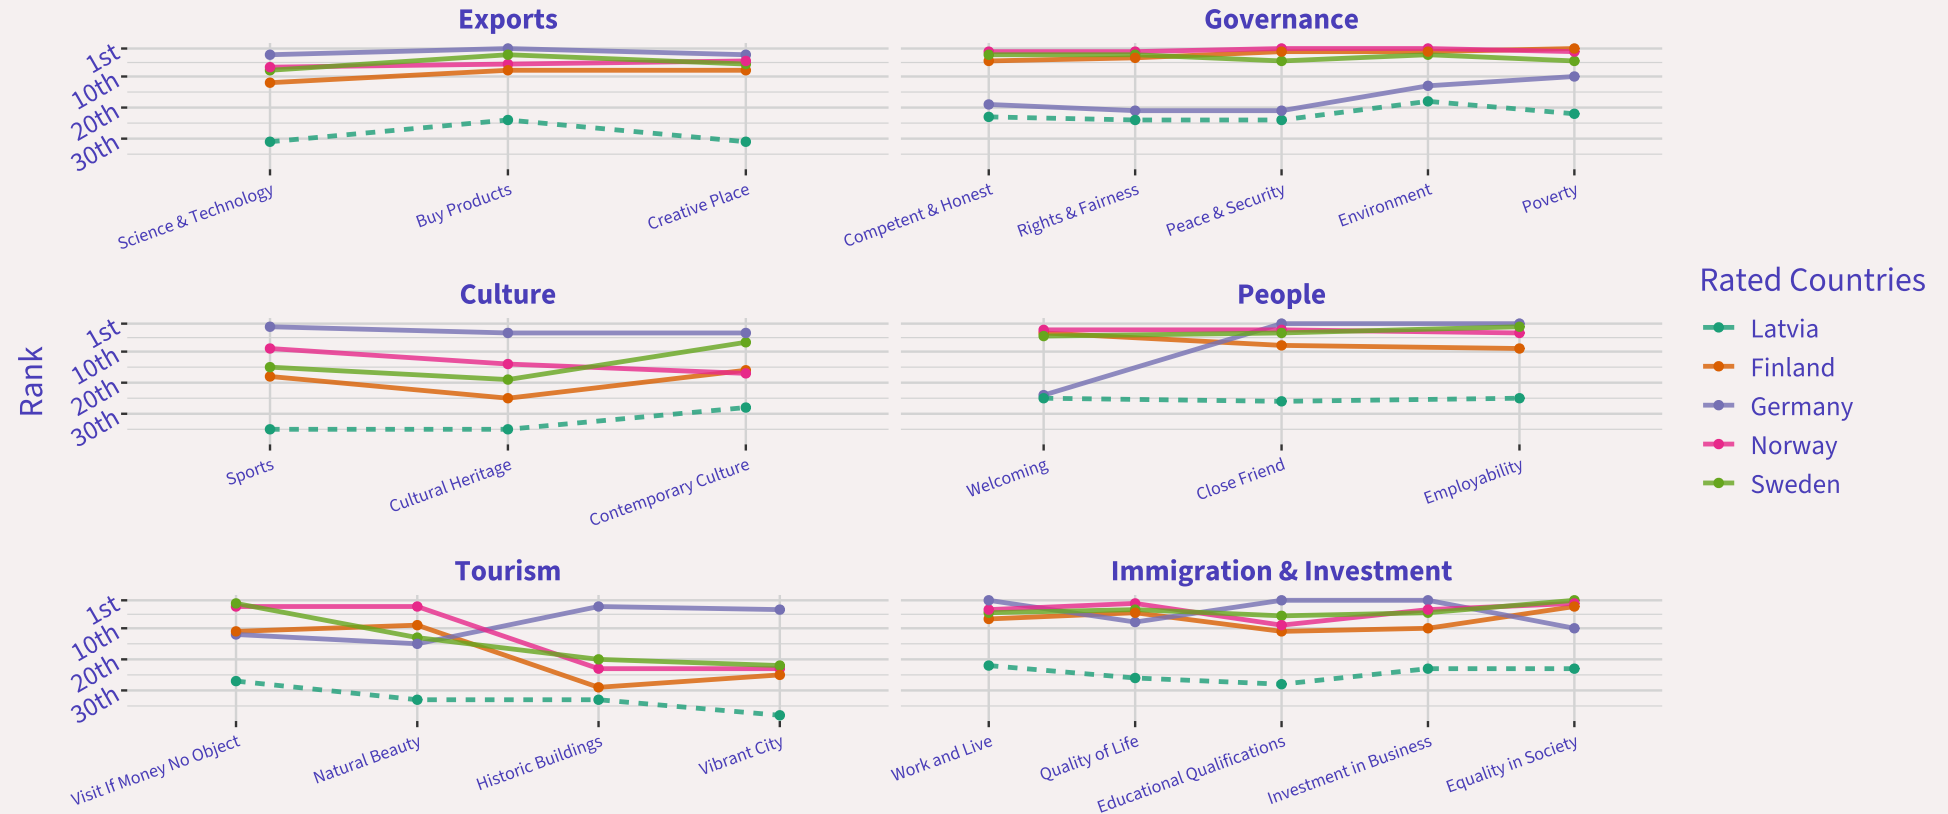 Exports
Governance
1st
10th
20th
30th
Science & Technology
Buy Products
Creative Place
Competent & Honest
Rights & Fairness
Peace & Security
Environment
Poverty
Rank
Culture
People
1st
10th
20th
30th
Sports
Cultural Heritage
Contemporary Culture
Welcoming
Close Friend
Employability
Tourism
Immigration & Investment
1st
10th
20th
30th
Visit If Money No Object
Natural Beauty
Historic Buildings
Vibrant City
Work and Live
Quality of Life
Educational Qualifications
Investment in Business
Equality in Society
Rated Countries
Latvia
Finland
Germany
Norway
Sweden